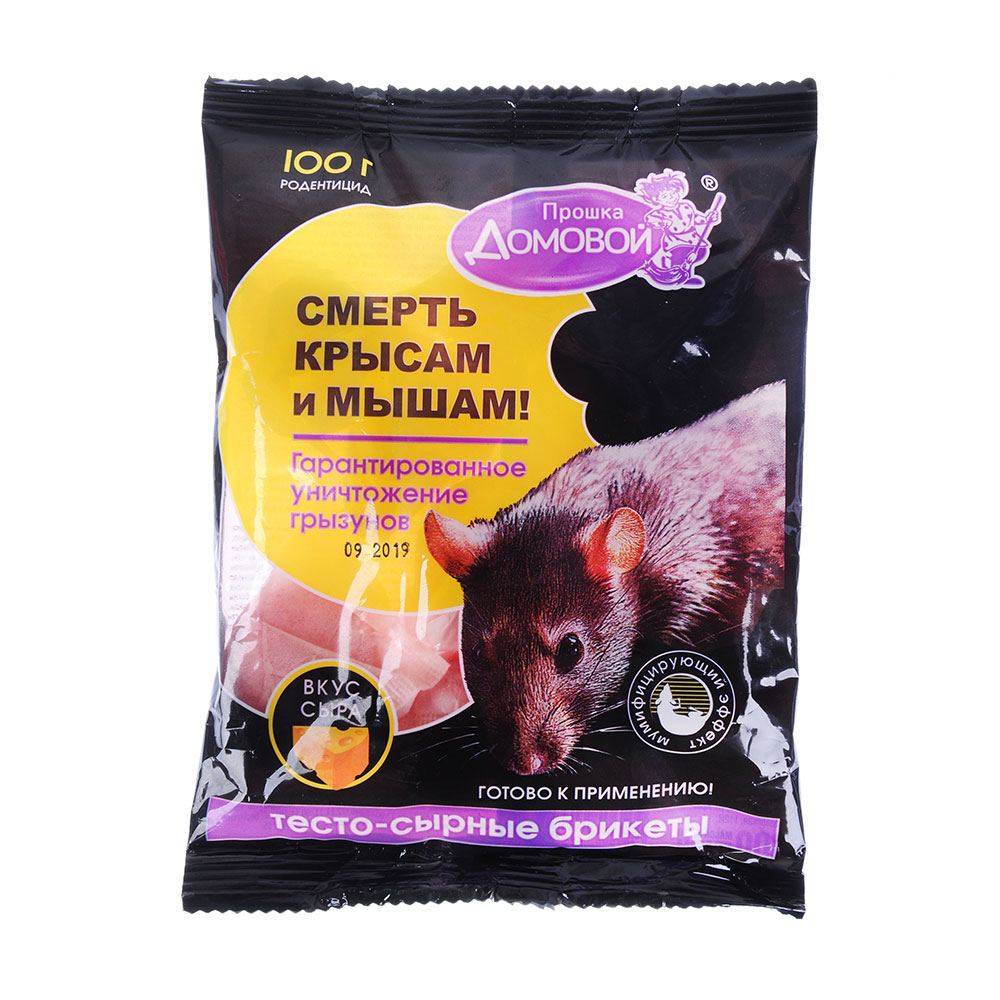 100 г
РОДЕНТИЦИД
Прошка
ДОМОВОЙ
®
СМЕРТЬ
КРЫСАМ
и МЫШАМ!
Гарантированное
уничтожение
грызунов
09 2019
ВКУС
СЫРА
мумифицирующий эффект
ГОТОВО К ПРИМЕНЕНИЮ!
тесто-сырные брикеты